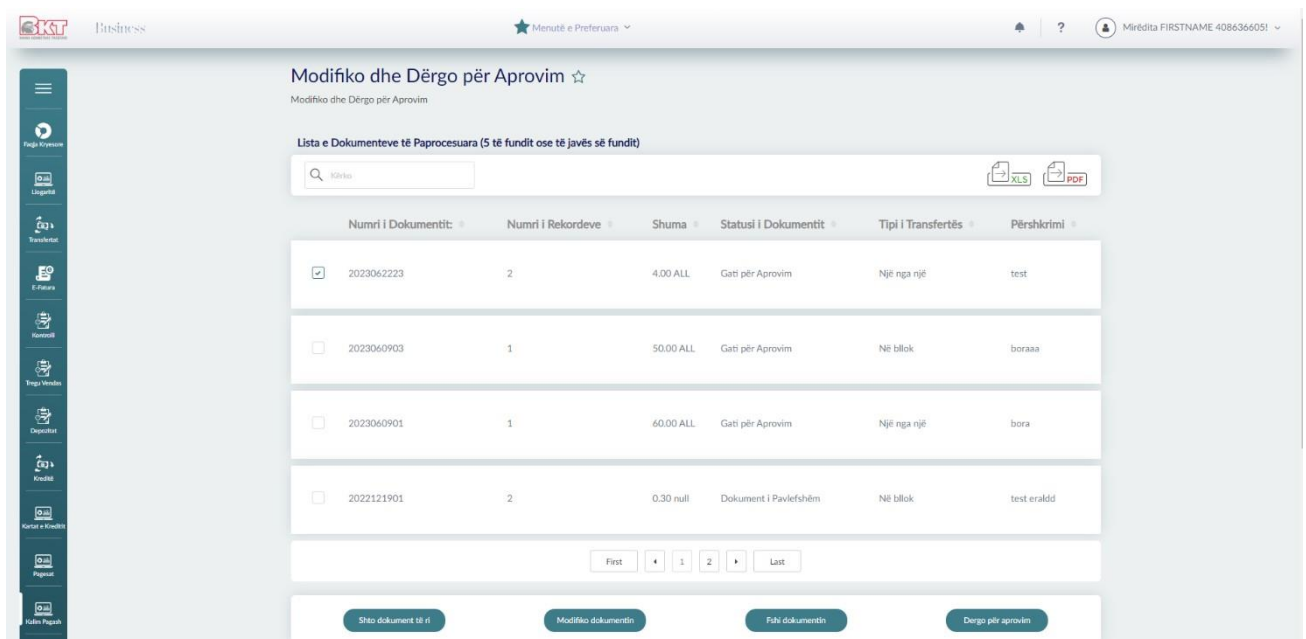 BKT Business Menutë e Preferuara ? Mirëdita FIRSTNAME 408636605!
Modifiko dhe Dërgo për Aprovim
Modifiko dhe Dërgo për Aprovim
Lista e Dokumenteve të Paprocesuara (5 të fundit ose të javës së fundit)
Kërko XLS PDF
Numri i Dokumentit: Numri i Rekordeve Shuma Statusi i Dokumentit Tipi i Transfertës Përshkrimi
2023062223 2 4.00 ALL Gati për Aprovim Një nga një test
2023060903 1 50.00 ALL Gati për Aprovim Në bllok boraaa
2023060901 1 60.00 ALL Gati për Aprovim Një nga një bora
2022121901 2 0.30 null Dokument i Pavlefshëm Në bllok test eraldd
First 1 2 Last
Shto dokument të ri Modifiko dokumentin Fshi dokumentin Dergo për aprovim
Faqja Kryesore
Llogaritë
Transfertat
E-Fatura
Kontrolli
Tregu Vendas
Depozitat
Kreditë
Kartat e Kreditit
Pagesat
Kalim Pagash